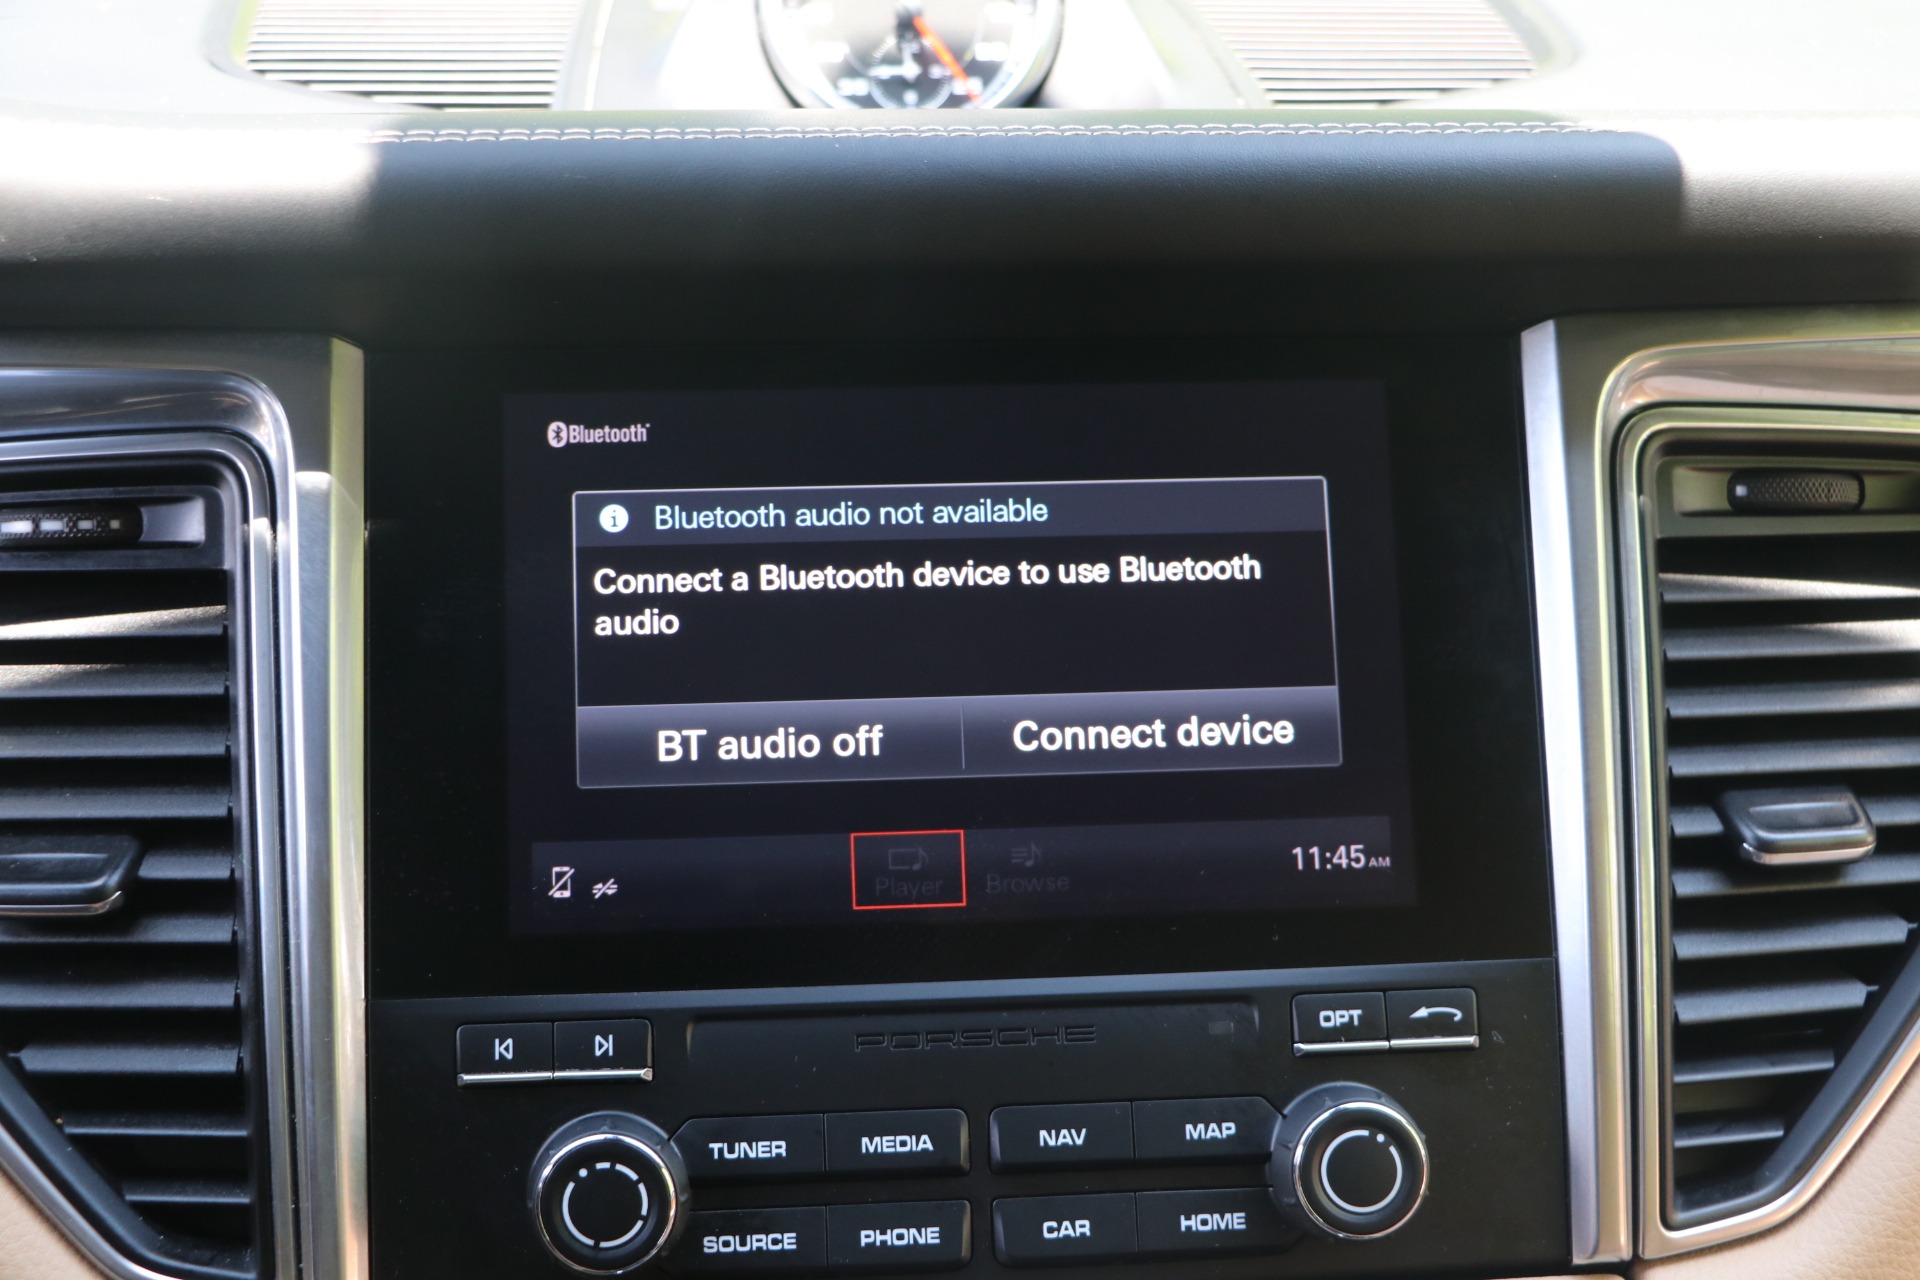 Bluetooth
Bluetooth audio not available
Connect a Bluetooth device to use Bluetooth
audio
BT audio off
Connect device
Player
Browse
11:45 AM
PORSCHE
OPT
TUNER
MEDIA
NAV
MAP
SOURCE
PHONE
CAR
HOME